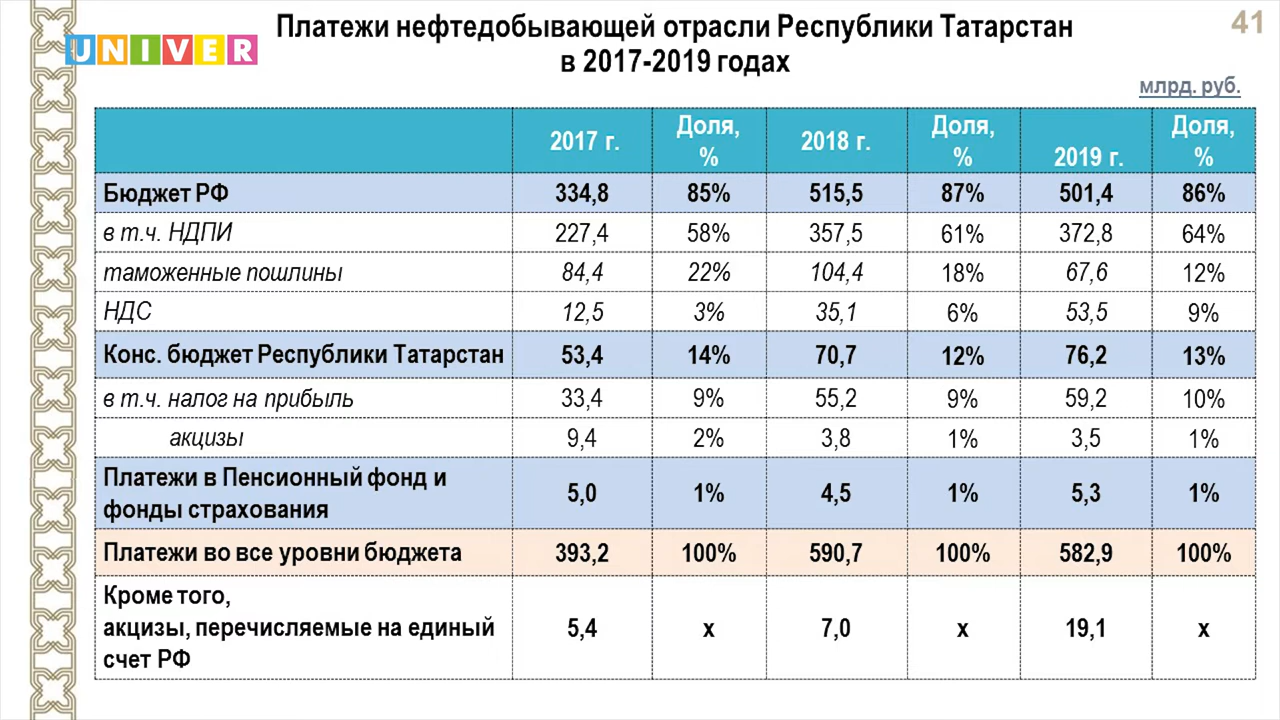 Платежи нефтедобывающей отрасли Республики Татарстан
в 2017-2019 годах
41
UNIVER
млрд. руб.
2017 г. Доля, % 2018 г. Доля, % 2019 г. Доля, %
Бюджет РФ 334,8 85% 515,5 87% 501,4 86%
в т.ч. НДПИ 227,4 58% 357,5 61% 372,8 64%
таможенные пошлины 84,4 22% 104,4 18% 67,6 12%
НДС 12,5 3% 35,1 6% 53,5 9%
Конс. бюджет Республики Татарстан 53,4 14% 70,7 12% 76,2 13%
в т.ч. налог на прибыль 33,4 9% 55,2 9% 59,2 10%
акцизы 9,4 2% 3,8 1% 3,5 1%
Платежи в Пенсионный фонд и
фонды страхования 5,0 1% 4,5 1% 5,3 1%
Платежи во все уровни бюджета 393,2 100% 590,7 100% 582,9 100%
Кроме того,
акцизы, перечисляемые на единый 5,4 х 7,0 х 19,1 х
счет РФ